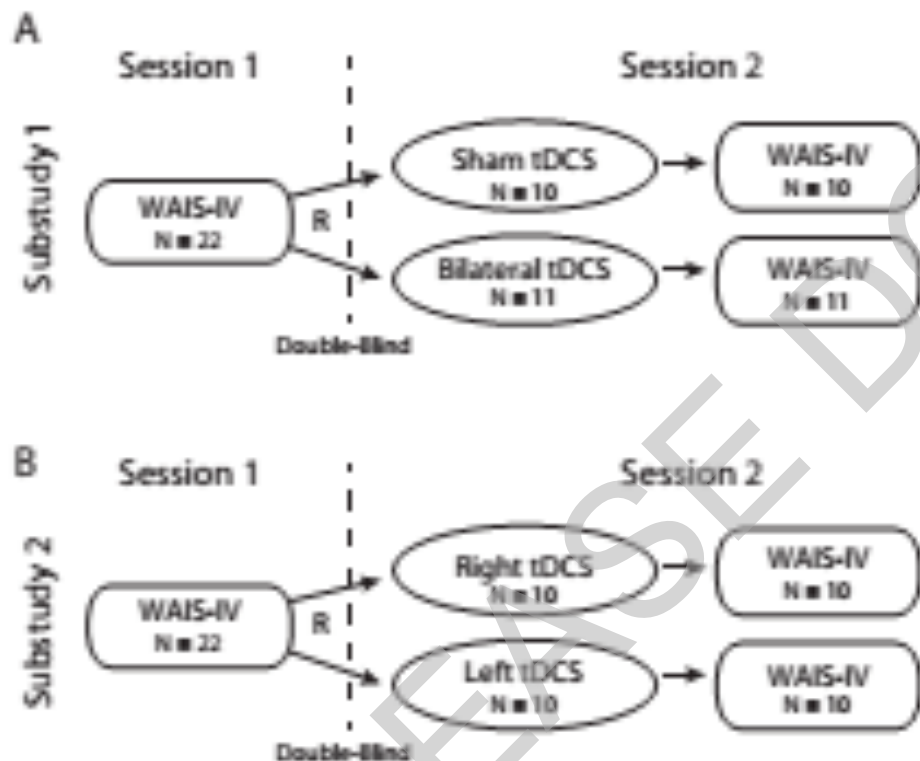 A
Session 1
Session 2
Substudy 1
WAIS-IV
N = 22
R
Sham tDCS
N = 10
WAIS-IV
N = 10
Bilateral tDCS
N = 11
WAIS-IV
N = 11
Double-Blind
B
Session 1
Session 2
Substudy 2
WAIS-IV
N = 22
R
Right tDCS
N = 10
WAIS-IV
N = 10
Left tDCS
N = 10
WAIS-IV
N = 10
Double-Blind
EASE DO